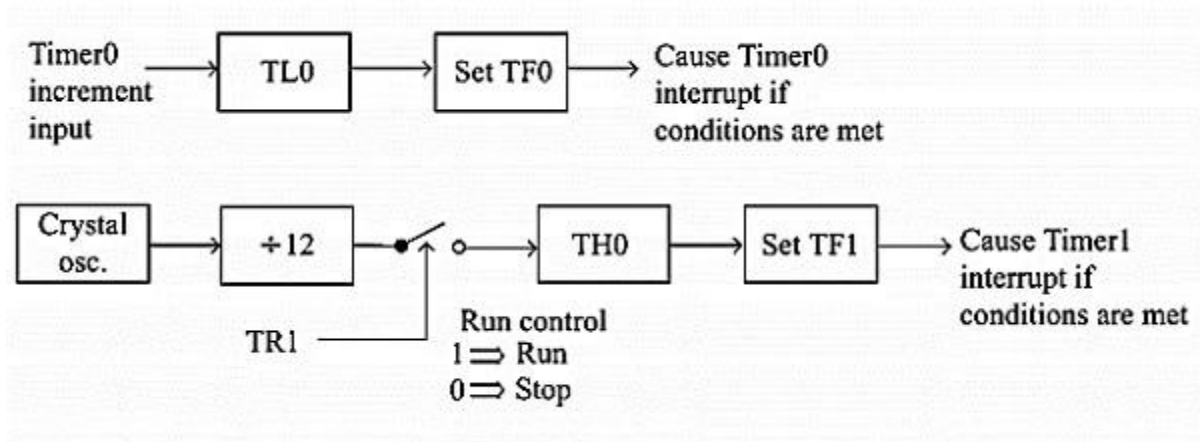 Timer0
increment
input
TL0
Set TF0
Cause Timer0
interrupt if
conditions are met
Crystal
osc.
÷12
TH0
Set TF1
Cause Timer1
interrupt if
conditions are met
TR1
Run control
1 ⇒ Run
0 ⇒ Stop